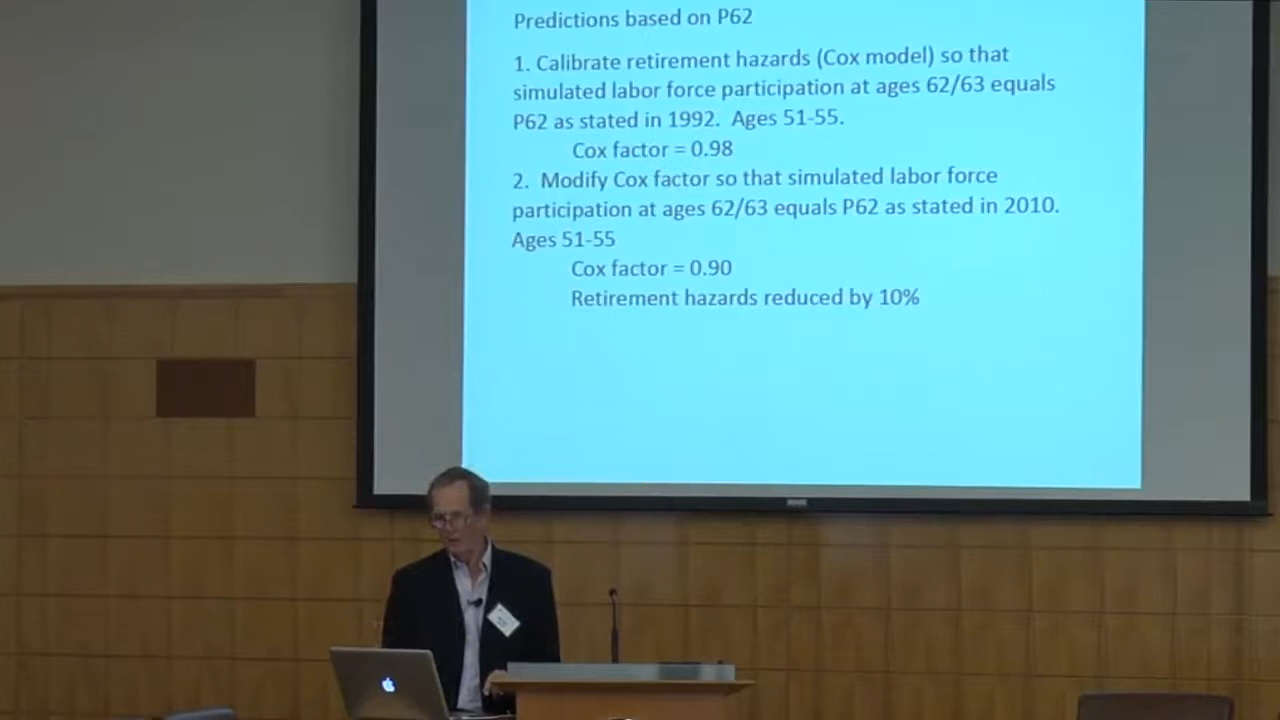 Predictions based on P62
1. Calibrate retirement hazards (Cox model) so that
simulated labor force participation at ages 62/63 equals
P62 as stated in 1992.  Ages 51-55.
Cox factor = 0.98
2.  Modify Cox factor so that simulated labor force
participation at ages 62/63 equals P62 as stated in 2010.
Ages 51-55
Cox factor = 0.90
Retirement hazards reduced by 10%